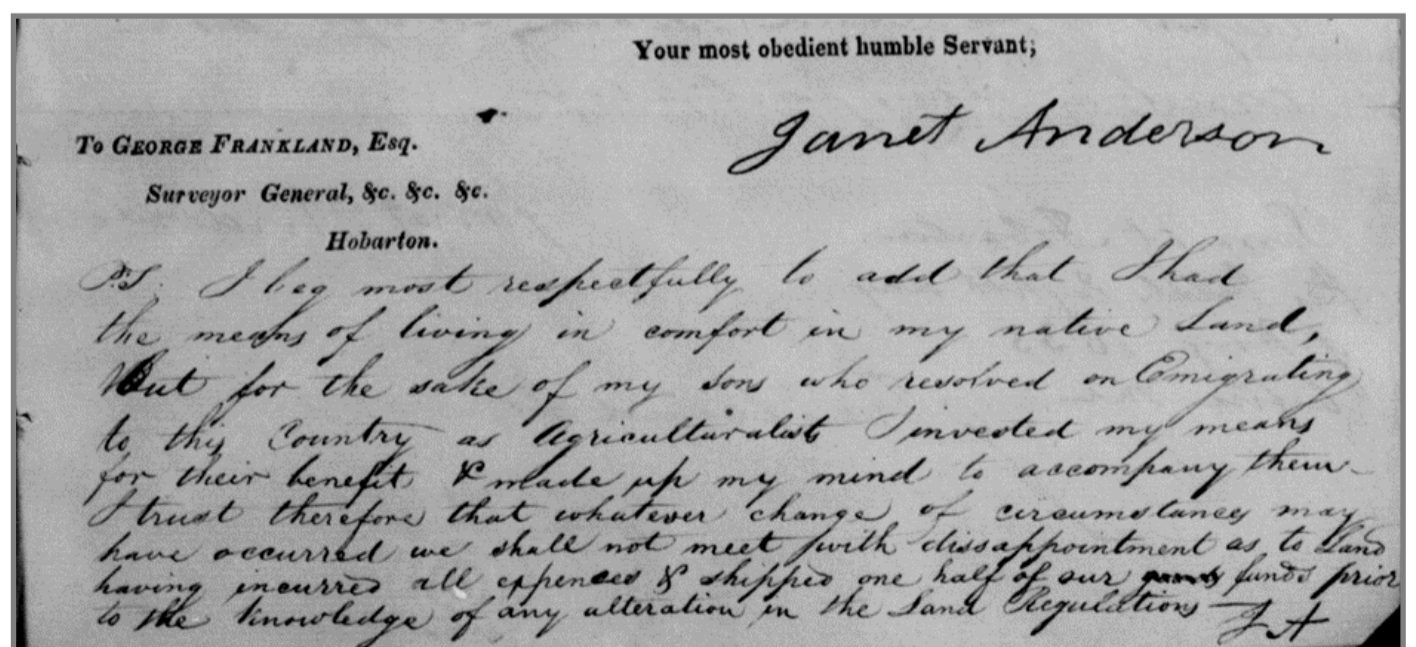 Your most obedient humble Servant;
Janet Anderson
To GEORGE FRANKLAND, Esq.
Surveyor General, &c. &c. &c.
Hobarton.
P.S. I beg most respectfully to add that I had
the means of living in comfort in my native Land,
But for the sake of my sons who resolved on Emigrating
to this Country as Agriculturalist I invested my means
for their benefit & made up my mind to accompany them
I trust therefore that whatever change of circumstances may
have occurred we shall not meet with dissappointment as to Land
having incurred all expences & shipped one half of our funds prior
to the knowledge of any alteration in the Land Regulations
J A